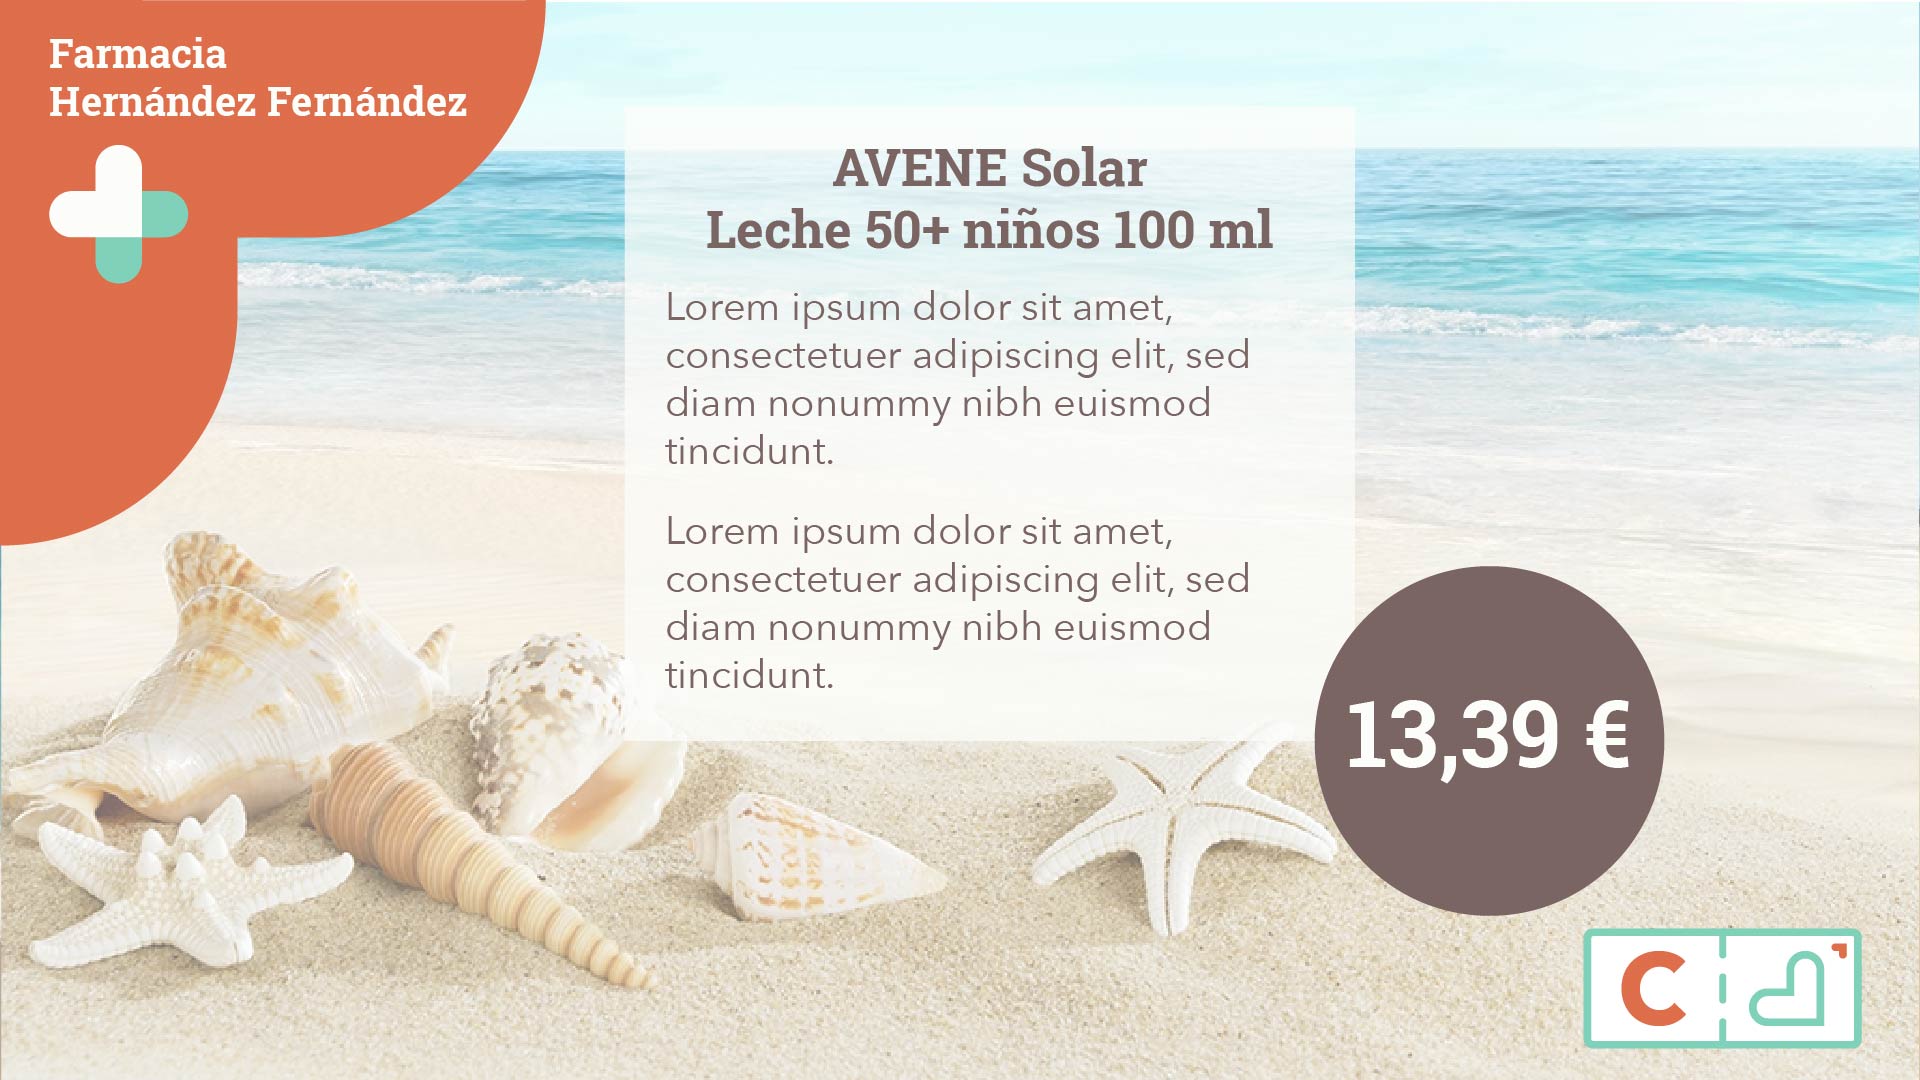 Farmacia
Hernández Fernández
AVENE Solar
Leche 50+ niños 100 ml
Lorem ipsum dolor sit amet,
consectetuer adipiscing elit, sed
diam nonummy nibh euismod
tincidunt.
Lorem ipsum dolor sit amet,
consectetuer adipiscing elit, sed
diam nonummy nibh euismod
tincidunt.
13,39 €
C